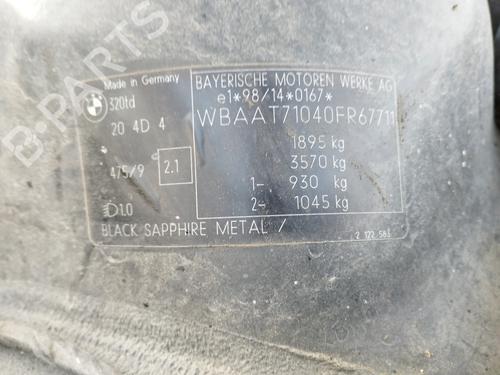 B-PARTS
Made in Germany
BMW
320td
20 4D 4
475/9
2.1
1.0
BLACK SAPPHIRE METAL /
BAYERISCHE MOTOREN WERKE AG
e1*98/14*0167*
WBAAT71040FR67711
1895 kg
3570 kg
1- 930 kg
2- 1045 kg
2 122 583